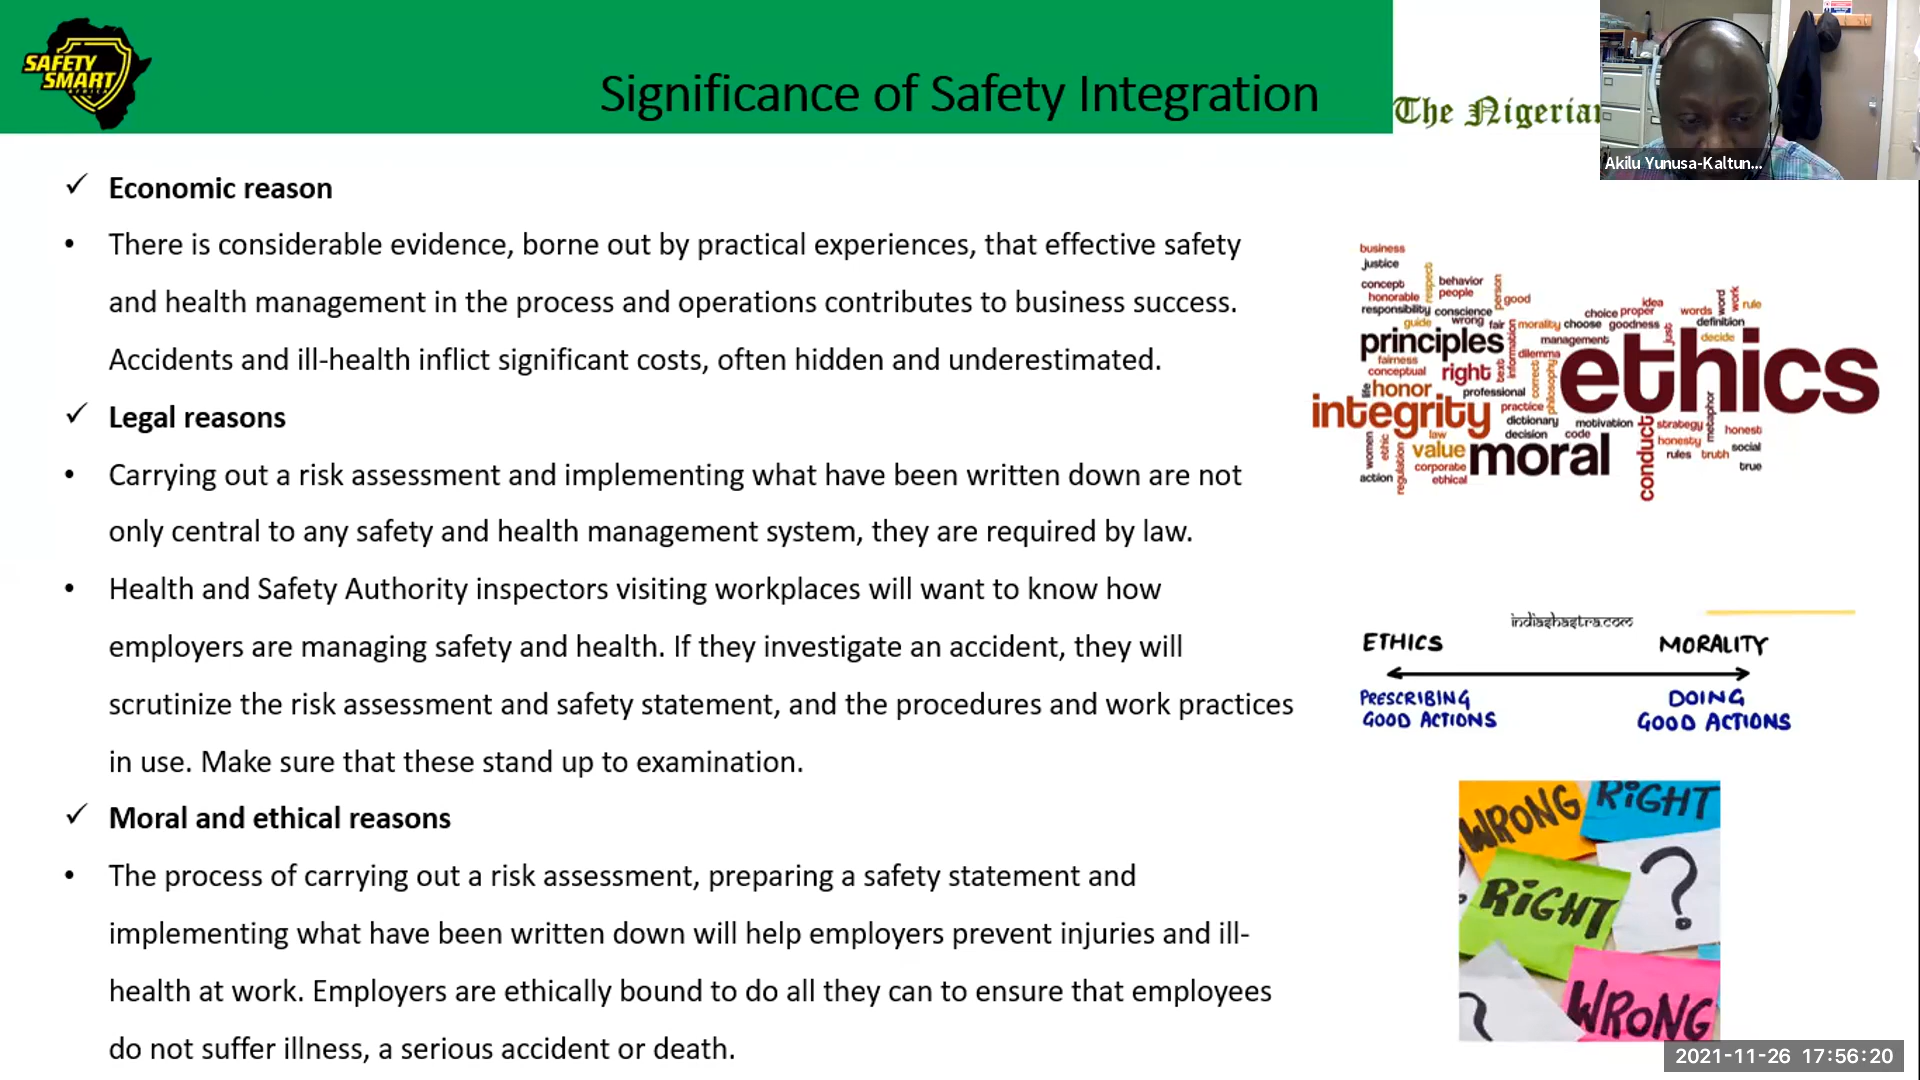 SAFETY
SMART
Significance of Safety Integration
The Nigerian
Akilu Yunusa-Kaltun...
✓ Economic reason
• There is considerable evidence, borne out by practical experiences, that effective safety
and health management in the process and operations contributes to business success.
Accidents and ill-health inflict significant costs, often hidden and underestimated.
✓ Legal reasons
• Carrying out a risk assessment and implementing what have been written down are not
only central to any safety and health management system, they are required by law.
• Health and Safety Authority inspectors visiting workplaces will want to know how
employers are managing safety and health. If they investigate an accident, they will
scrutinize the risk assessment and safety statement, and the procedures and work practices
in use. Make sure that these stand up to examination.
✓ Moral and ethical reasons
• The process of carrying out a risk assessment, preparing a safety statement and
implementing what have been written down will help employers prevent injuries and ill-
health at work. Employers are ethically bound to do all they can to ensure that employees
do not suffer illness, a serious accident or death.
business
justice
concept
respect
behavior
person
honorable
people
good
responsibility
conscience
guide
wrong
fair
morality
choose
goodness
choice
proper
idea
just
words
word
work
rule
definition
principles
information
management
decide
ethics
fairness
dilemma
conceptual
right
text
correct
philosophy
life
honor
professional
integrity
practice
dictionary
motivation
conduct
strategy
metaphor
honest
women
ethic
law
decision
code
honesty
social
regulation
value
moral
rules
truth
corporate
true
action
ethical
indiashastra.com
ETHICS
MORALITY
PRESCRIBING
GOOD ACTIONS
DOING
GOOD ACTIONS
WRONG
RIGHT
?
RIGHT
?
WRONG
2021-11-26 17:56:20